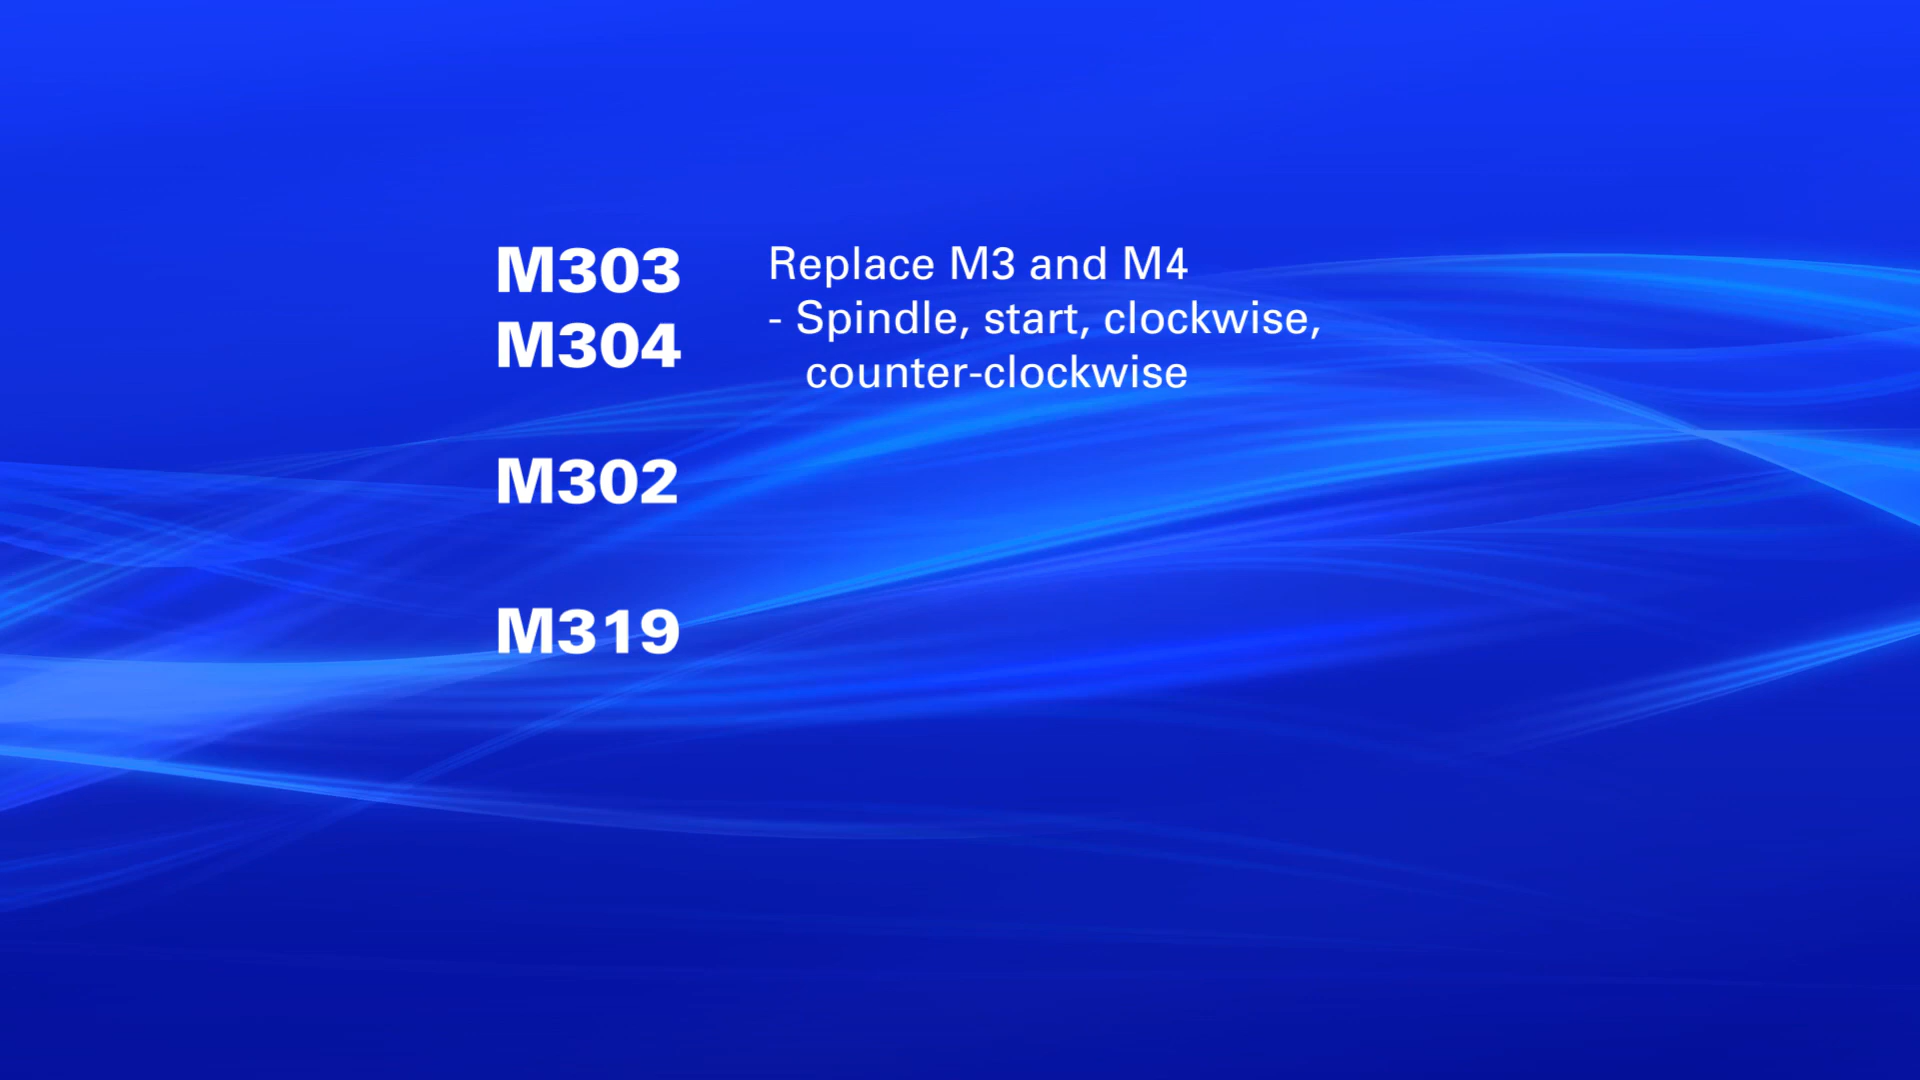 M303
M304
Replace M3 and M4
- Spindle, start, clockwise,
counter-clockwise
M302
M319